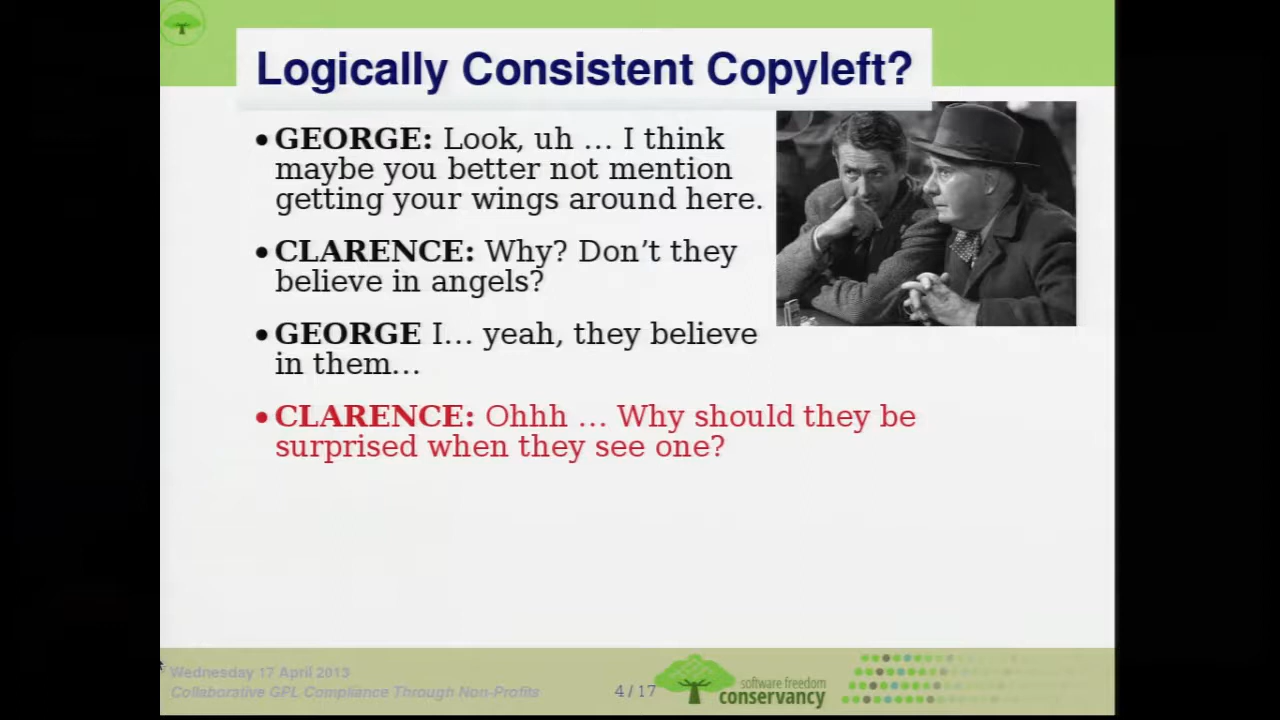 Logically Consistent Copyleft?
• GEORGE: Look, uh … I think
maybe you better not mention
getting your wings around here.
• CLARENCE: Why? Don’t they
believe in angels?
• GEORGE I… yeah, they believe
in them…
• CLARENCE: Ohhh … Why should they be
surprised when they see one?
Wednesday 17 April 2013
Collaborative GPL Compliance Through Non-Profits
4 / 17
software freedom
conservancy